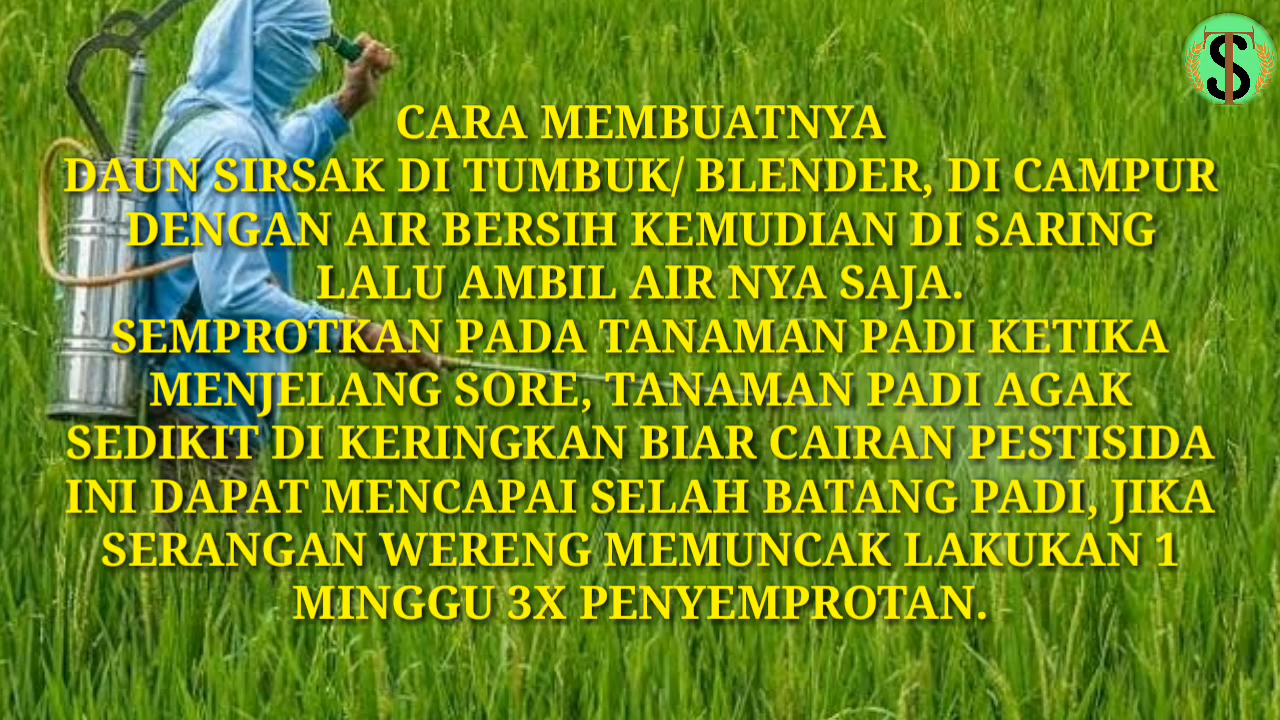 CARA MEMBUATNYA
DAUN SIRSAK DI TUMBUK/ BLENDER, DI CAMPUR
DENGAN AIR BERSIH KEMUDIAN DI SARING
LALU AMBIL AIR NYA SAJA.
SEMPROTKAN PADA TANAMAN PADI KETIKA
MENJELANG SORE, TANAMAN PADI AGAK
SEDIKIT DI KERINGKAN BIAR CAIRAN PESTISIDA
INI DAPAT MENCAPAI SELAH BATANG PADI, JIKA
SERANGAN WERENG MEMUNCAK LAKUKAN 1
MINGGU 3X PENYEMPROTAN.